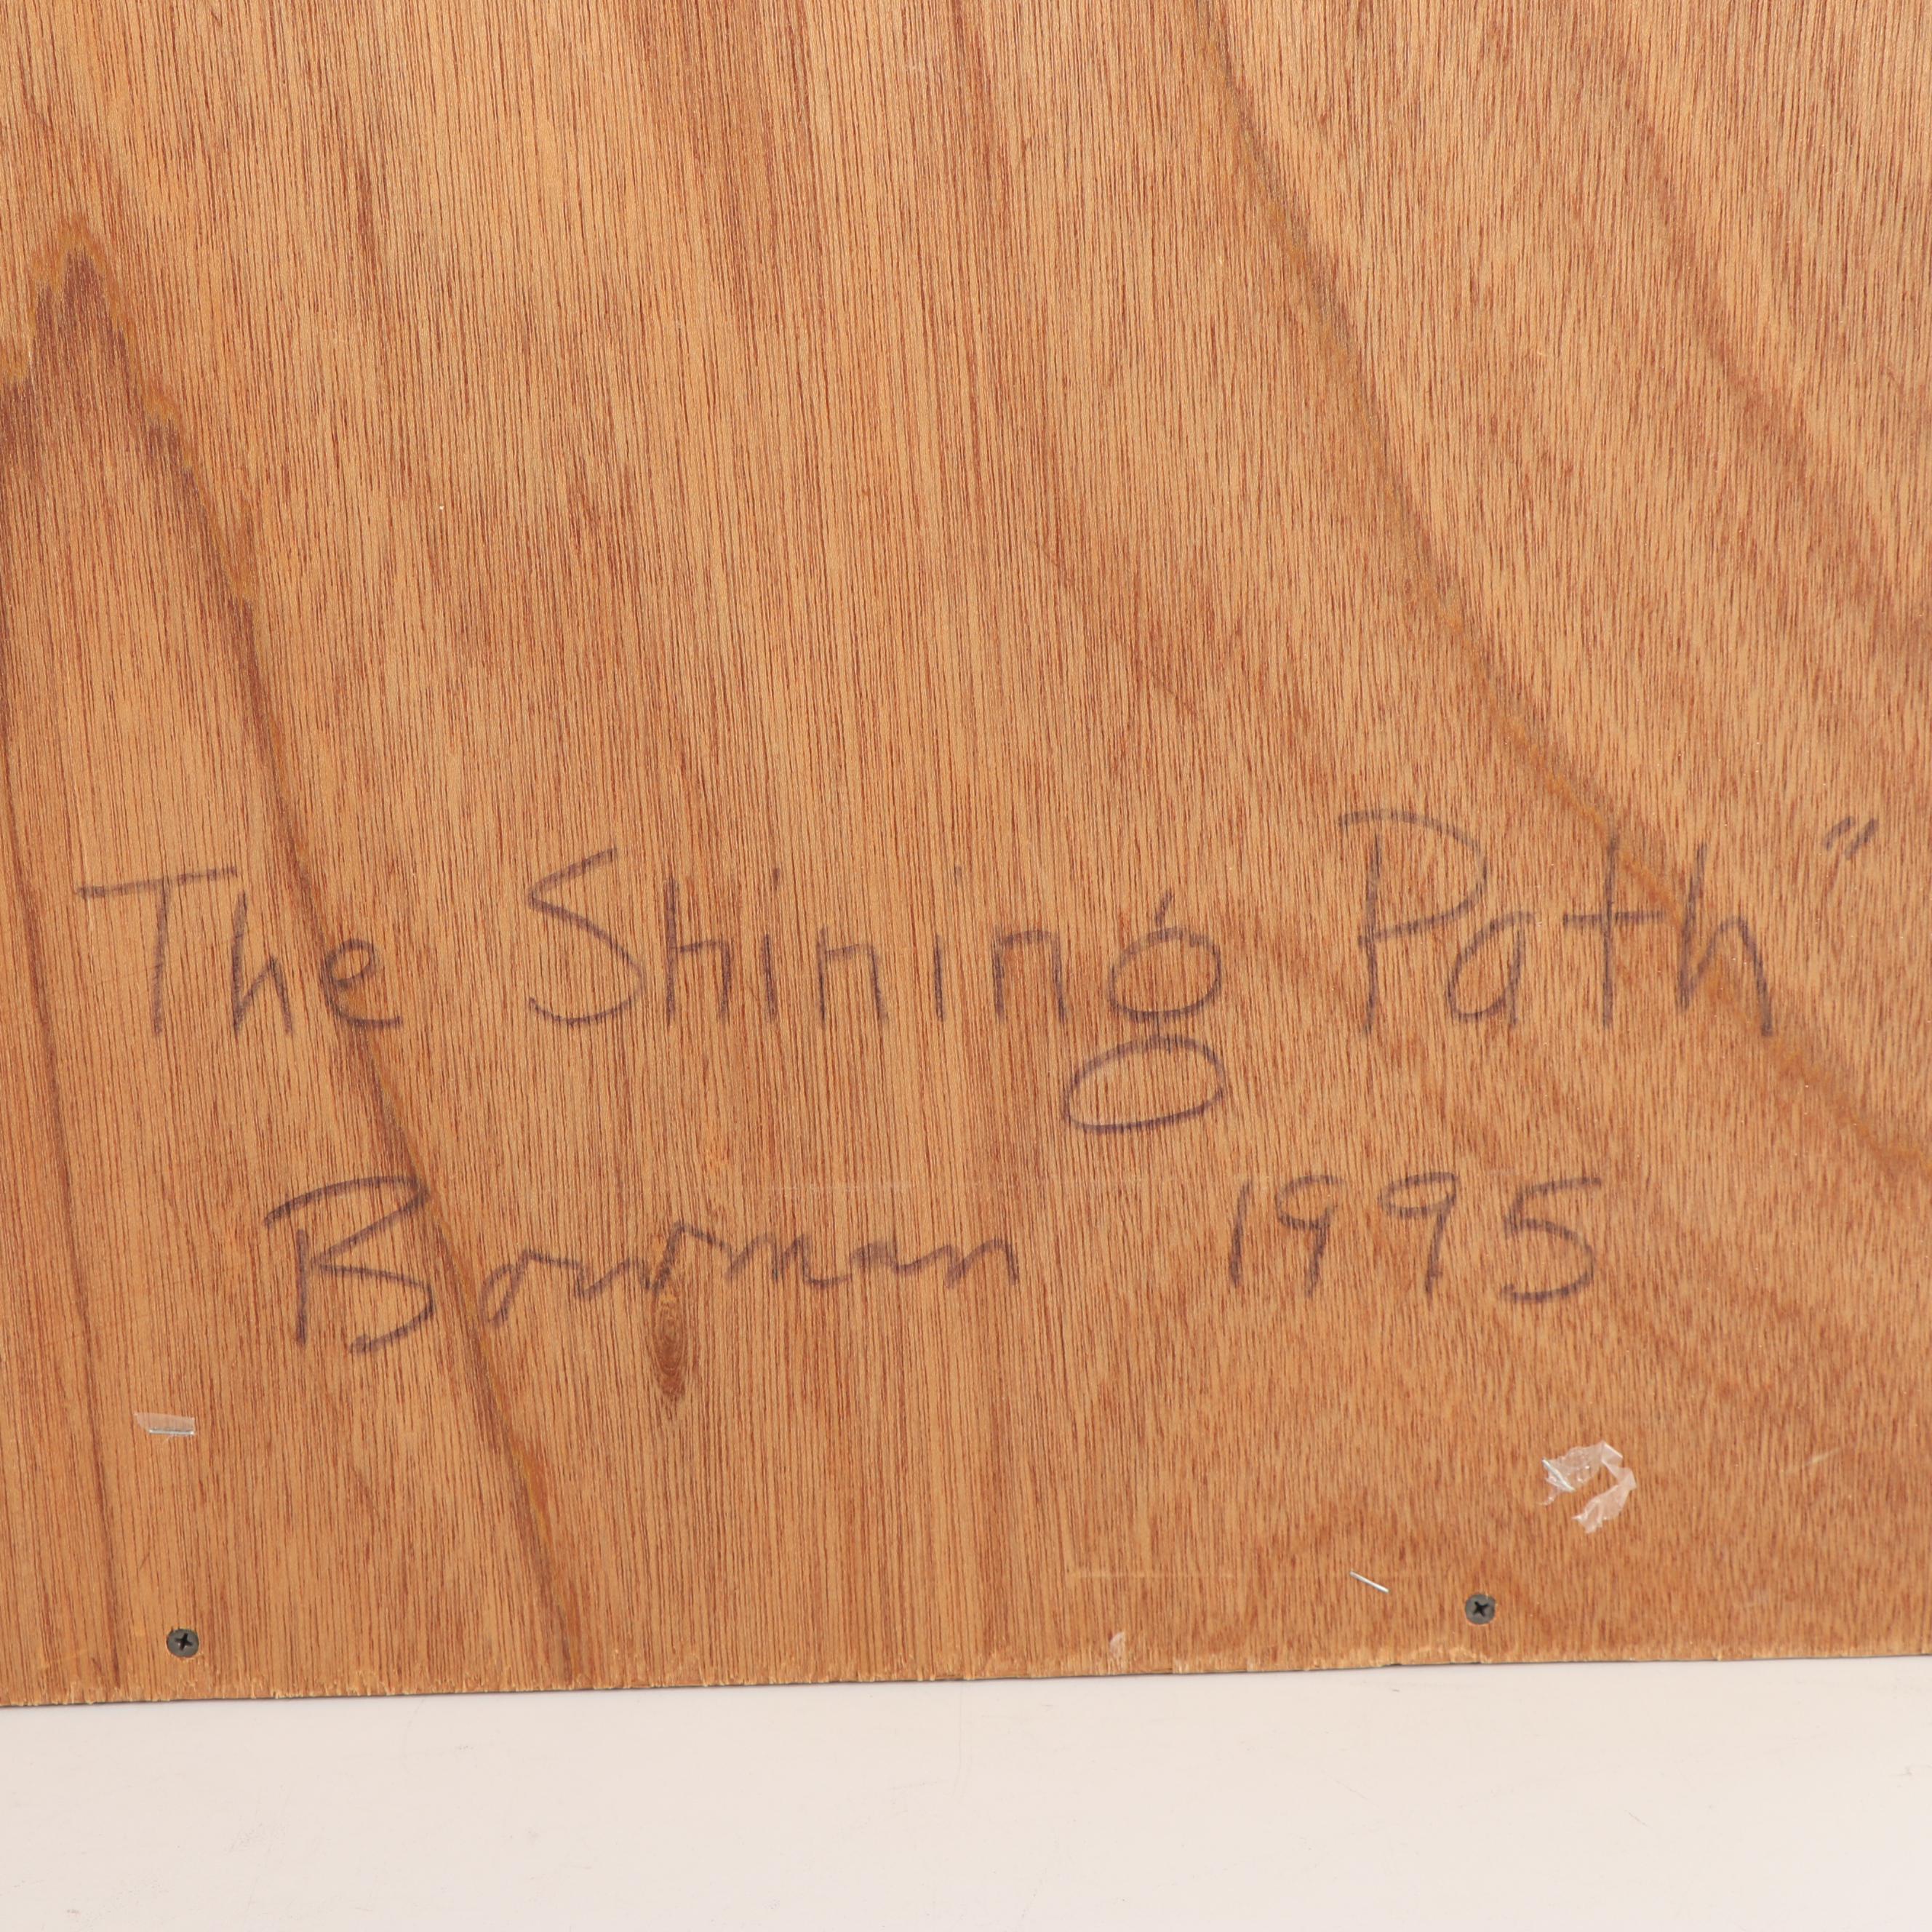 The Shining Path"
Bowman 1995